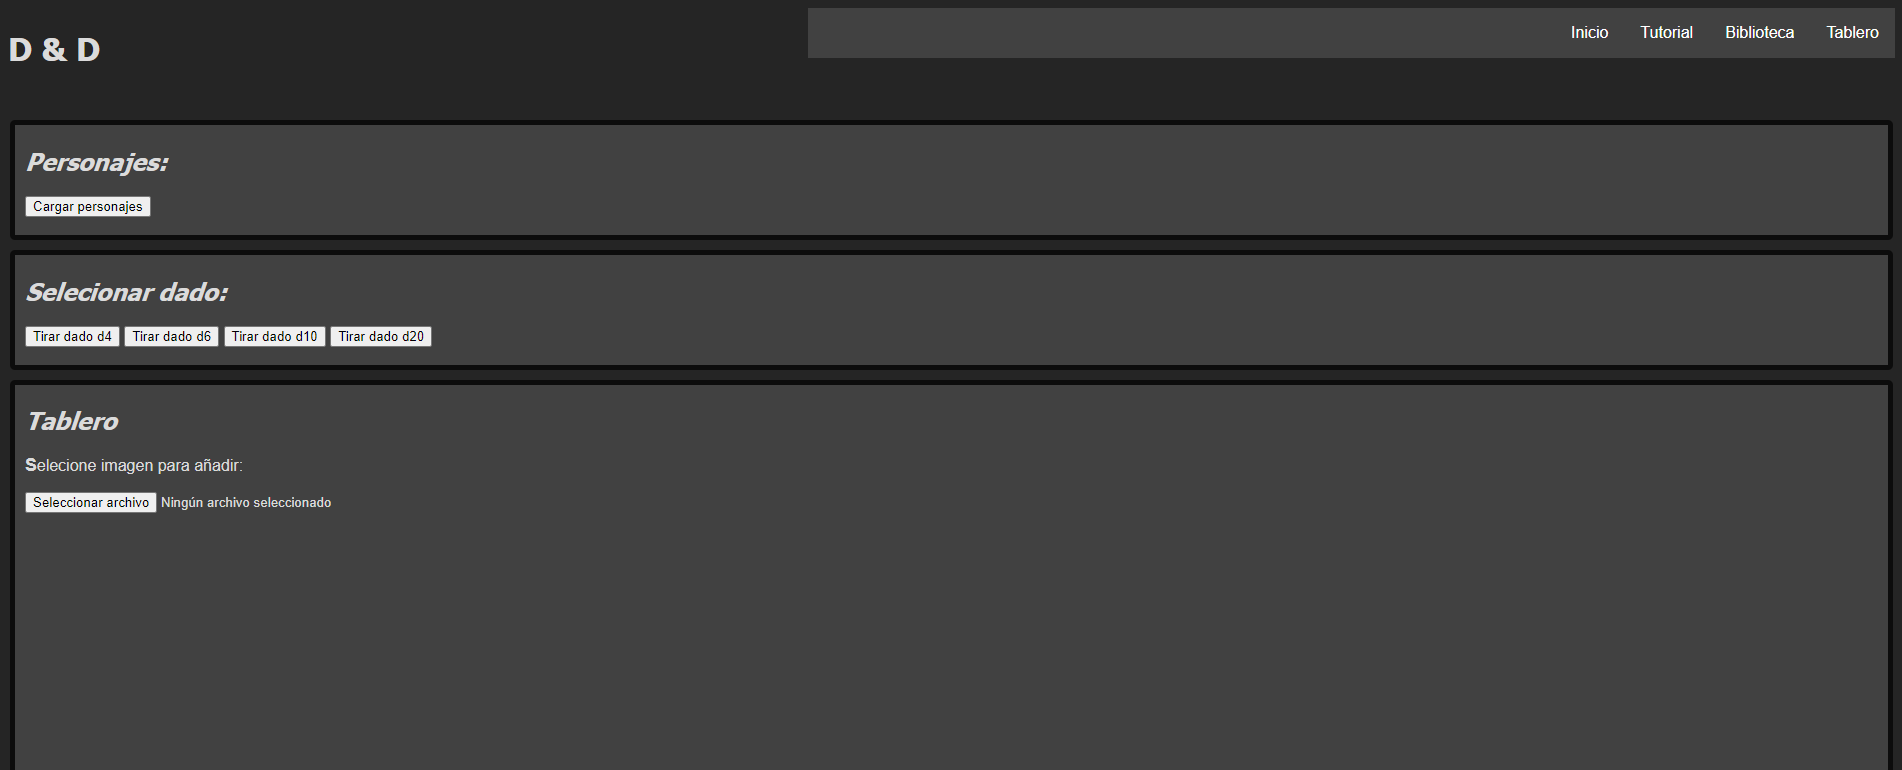 D & D
Inicio Tutorial Biblioteca Tablero
Personajes:
Cargar personajes
Selecionar dado:
Tirar dado d4 Tirar dado d6 Tirar dado d10 Tirar dado d20
Tablero
Selecione imagen para añadir:
Seleccionar archivo Ningún archivo seleccionado